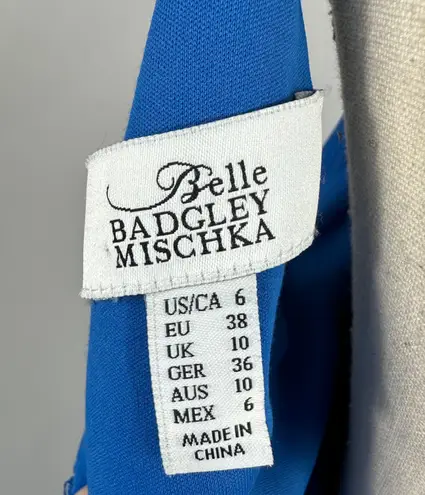 Belle
BADGLEY
MISCHKA
US/CA 6
EU 38
UK 10
GER 36
AUS 10
MEX 6
MADE IN
CHINA